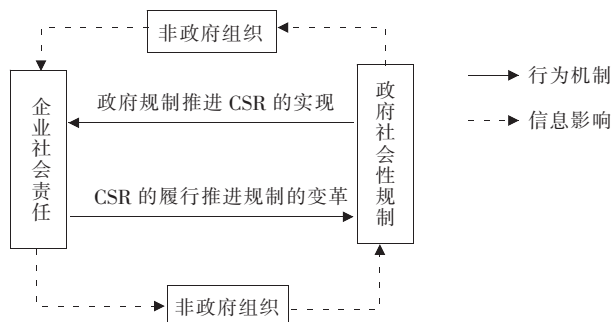 非政府组织
企业社会责任
政府规制推进 CSR 的实现
CSR 的履行推进规制的变革
政府社会性规制
行为机制
信息影响
非政府组织